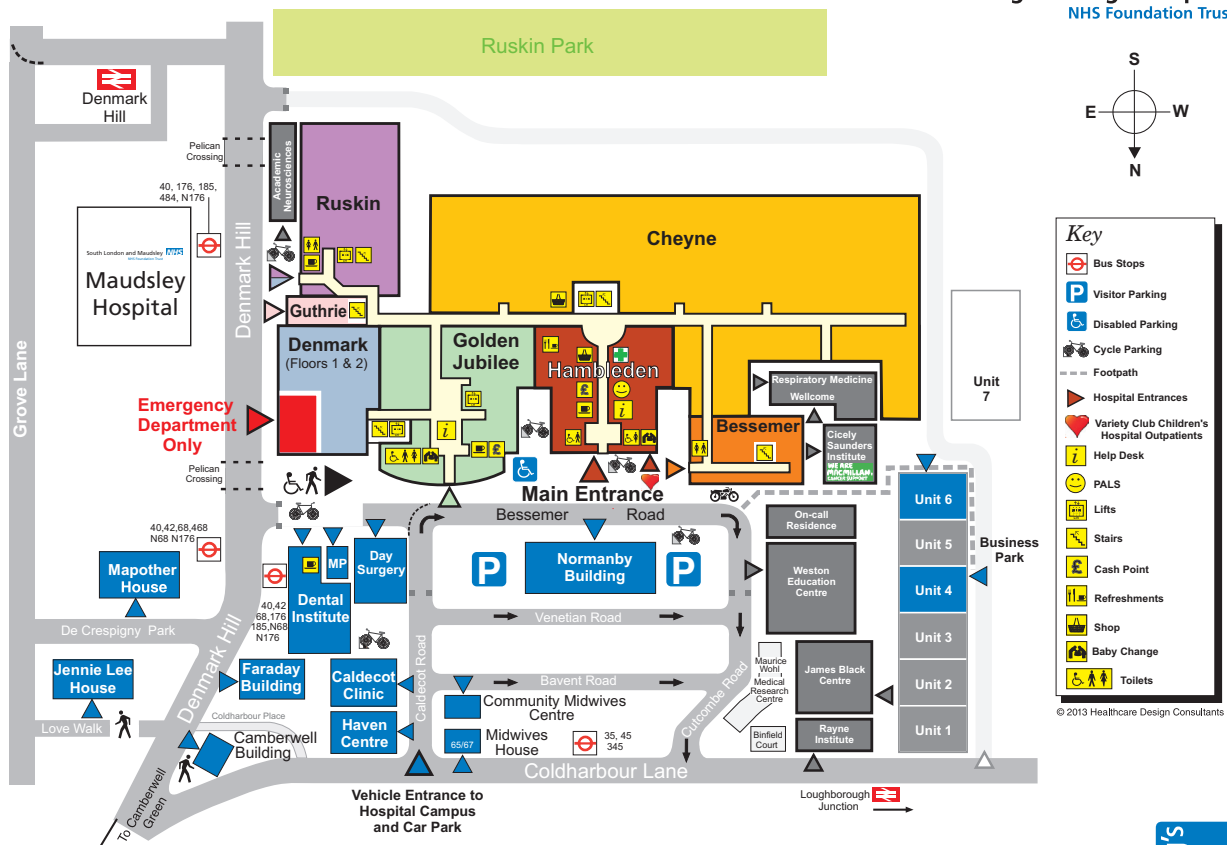 NHS Foundation Trus
Ruskin Park
S
E
W
N
Denmark
Hill
Pelican
Crossing
40, 176, 185,
484, N176
South London and Maudsley NHS
NHS Foundation Trust
Maudsley
Hospital
Grove Lane
Denmark Hill
Academic
Neurosciences
Ruskin
Cheyne
Guthrie
Denmark
(Floors 1 & 2)
Golden
Jubilee
Hambleden
Bessemer
Respiratory Medicine
Wellcome
Cicely
Saunders
Institute
WE ARE
MACMILLAN.
CANCER SUPPORT
Unit
7
Emergency
Department
Only
Pelican
Crossing
Main Entrance
Bessemer Road
40,42,68,468
N68 N176
Mapother
House
De Crespigny Park
40,42
68,176
185,N68
N176
Dental
Institute
MP
Day
Surgery
P
Normanby
Building
P
Venetian Road
Bavent Road
Caldecot Road
Cutcombe Road
On-call
Residence
Weston
Education
Centre
Unit 6
Unit 5
Unit 4
Unit 3
Unit 2
Unit 1
Business
Park
Jennie Lee
House
Love Walk
Denmark Hill
Faraday
Building
Coldharbour Place
Camberwell
Building
Caldecot
Clinic
Haven
Centre
Community Midwives
Centre
65/67
Midwives
House
35, 45
345
Maurice
Wohl
Medical
Research
Centre
Binfield
Court
James Black
Centre
Rayne
Institute
Coldharbour Lane
To Camberwell
Green
Vehicle Entrance to
Hospital Campus
and Car Park
Loughborough
Junction
Key
Bus Stops
P Visitor Parking
Disabled Parking
Cycle Parking
Footpath
Hospital Entrances
Variety Club Children's
Hospital Outpatients
i Help Desk
PALS
Lifts
Stairs
£ Cash Point
Refreshments
Shop
Baby Change
Toilets
© 2013 Healthcare Design Consultants
's